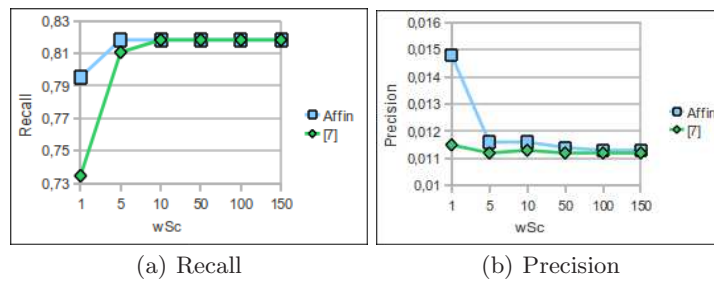 0,83
0,81
0,79
0,77
0,75
0,73
Recall
1 5 10 50 100 150
wSc
Affin
[7]
(a) Recall
0,016
0,015
0,014
0,013
0,012
0,011
0,01
Precision
1 5 10 50 100 150
wSc
Affin
[7]
(b) Precision